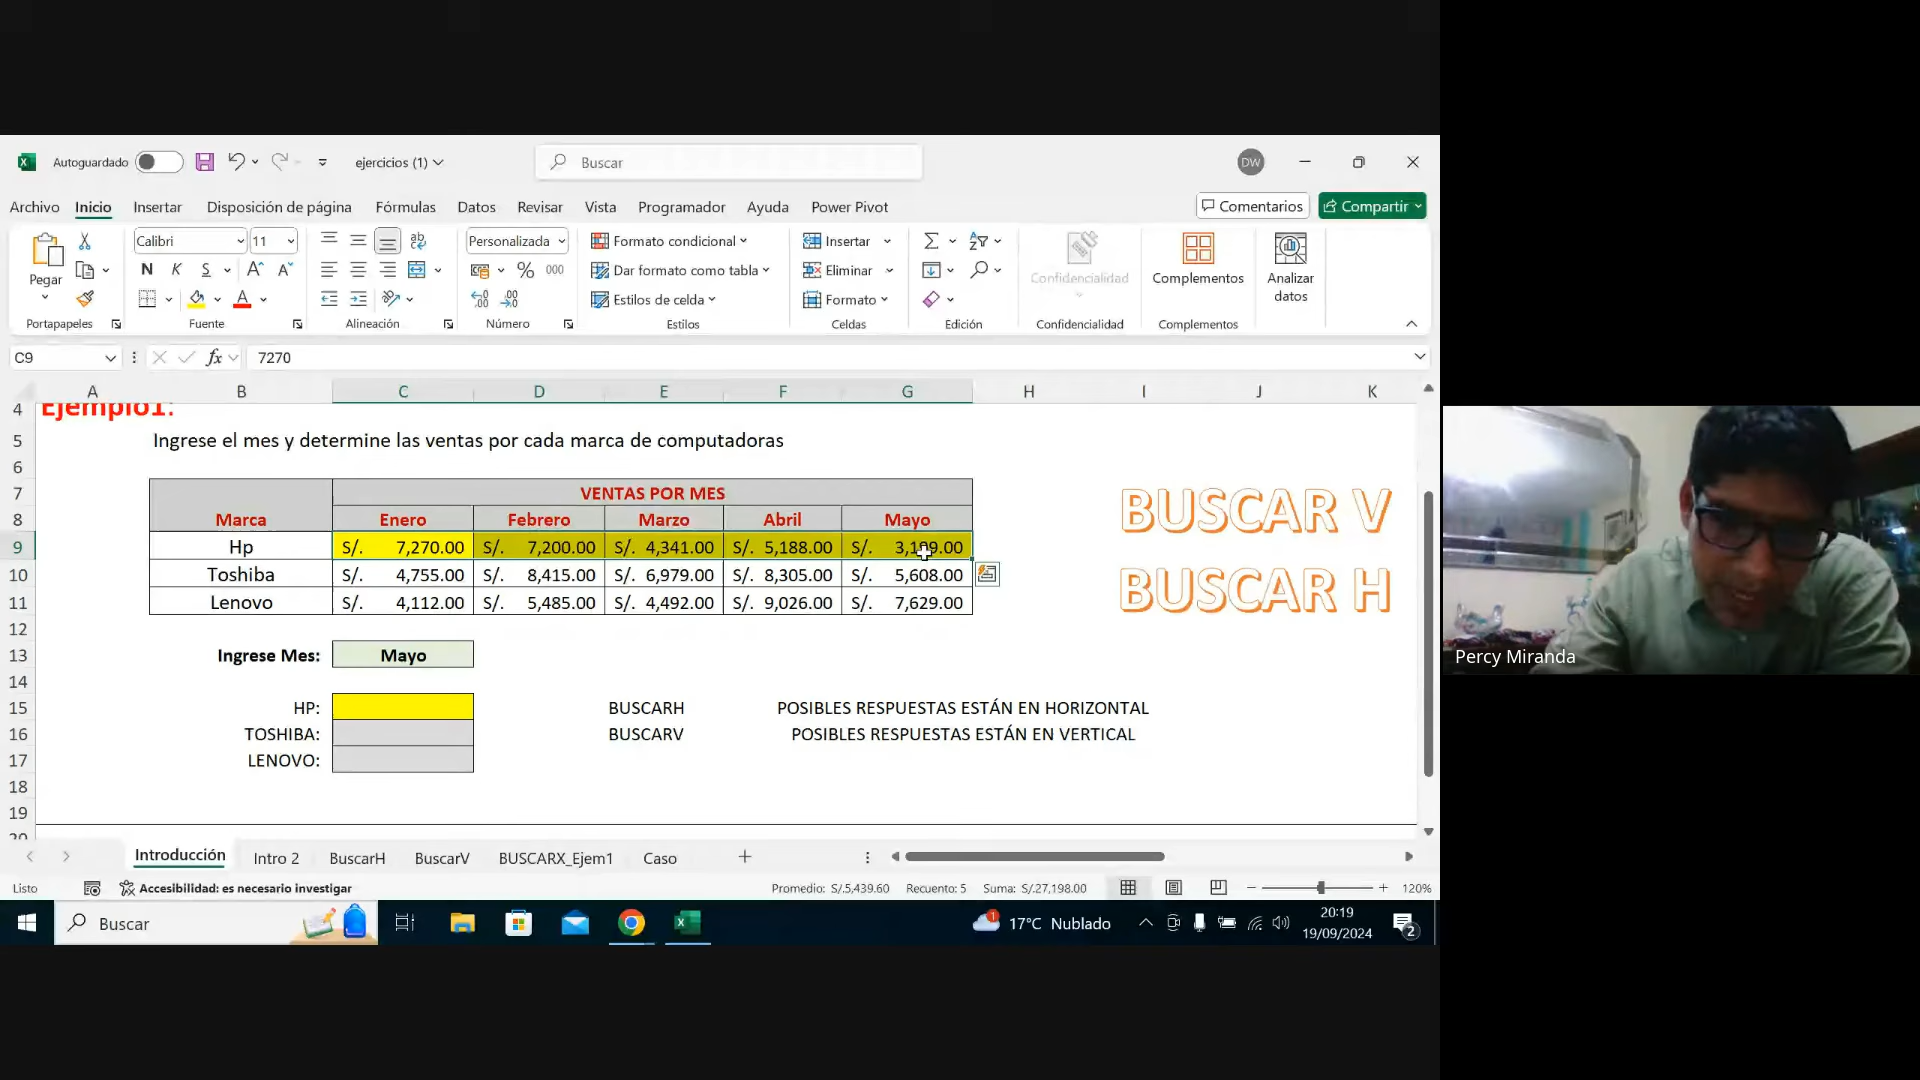 Autoguardado
ejercicios (1)
Buscar
DW
Archivo Inicio Insertar Disposición de página Fórmulas Datos Revisar Vista Programador Ayuda Power Pivot
Comentarios Compartir
Pegar
Calibri 11
N K S
Personalizada
% 000
Formato condicional
Dar formato como tabla
Estilos de celda
Insertar
Eliminar
Formato
Confidencialidad
Complementos
Analizar datos
Portapapeles Fuente Alineación Número Estilos Celdas Edición Confidencialidad Complementos
C9 fx 7270
A B C D E F G H I J K
4 Ejemplo1:
5 Ingrese el mes y determine las ventas por cada marca de computadoras
6
7 VENTAS POR MES
8 Marca Enero Febrero Marzo Abril Mayo
9 Hp S/. 7,270.00 S/. 7,200.00 S/. 4,341.00 S/. 5,188.00 S/.
10 Toshiba S/. 4,755.00 S/. 8,415.00 S/. 6,979.00 S/. 8,305.00 S/. 5,608.00
11 Lenovo S/. 4,112.00 S/. 5,485.00 S/. 4,492.00 S/. 9,026.00 S/. 7,629.00
BUSCAR V
BUSCAR H
12
13 Ingrese Mes: Mayo
14
15 HP: BUSCARH POSIBLES RESPUESTAS ESTÁN EN HORIZONTAL
16 TOSHIBA: BUSCARV POSIBLES RESPUESTAS ESTÁN EN VERTICAL
17 LENOVO:
18
19
20
Introducción Intro 2 BuscarH BuscarV BUSCARX_Ejem1 Caso
Listo Accesibilidad: es necesario investigar Promedio: S/.5,439.60 Recuento: 5 Suma: S/.27,198.00 120%
Buscar
17°C Nublado
20:19
19/09/2024
2
Percy Miranda